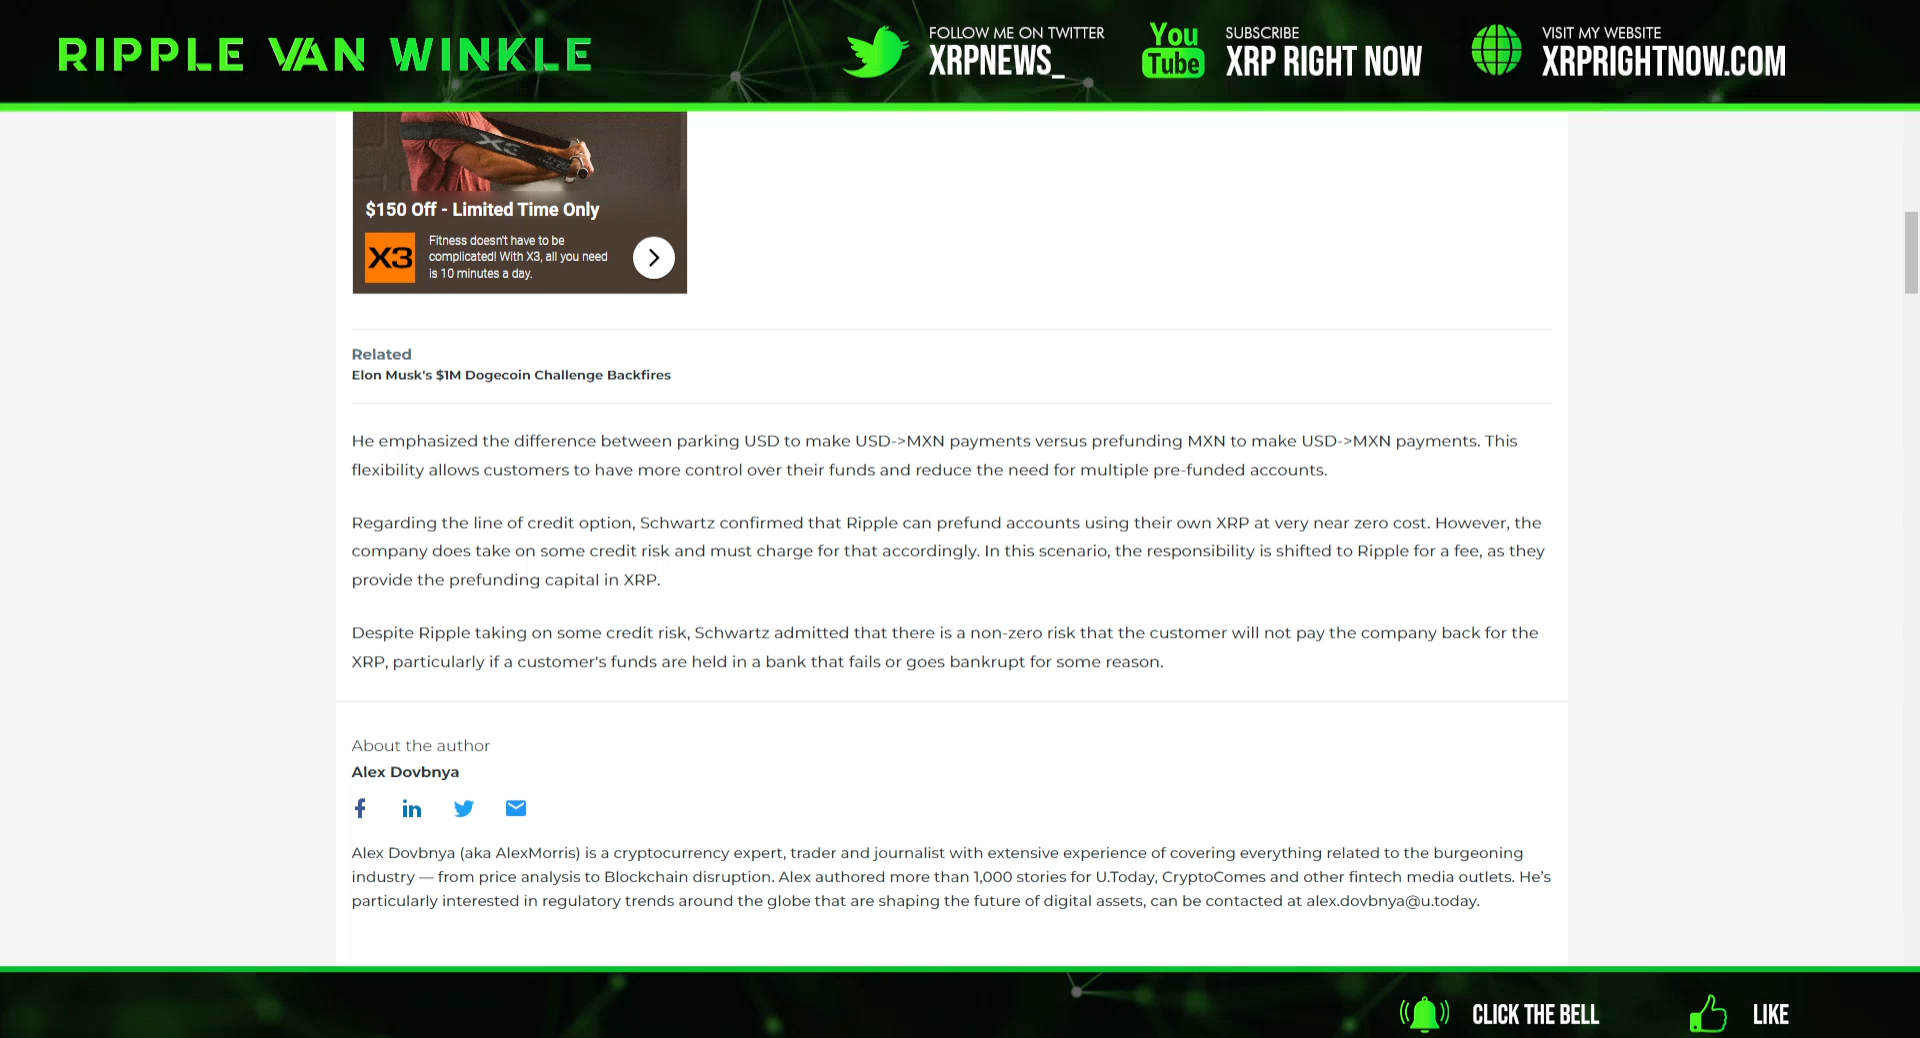 RIPPLE VAN WINKLE
FOLLOW ME ON TWITTER
XRPNEWS_
You
Tube
SUBSCRIBE
XRP RIGHT NOW
VISIT MY WEBSITE
XRPRIGHTNOW.COM
X3
$150 Off - Limited Time Only
X3
Fitness doesn't have to be
complicated! With X3, all you need
is 10 minutes a day.
Related
Elon Musk's $1M Dogecoin Challenge Backfires
He emphasized the difference between parking USD to make USD->MXN payments versus prefunding MXN to make USD->MXN payments. This
flexibility allows customers to have more control over their funds and reduce the need for multiple pre-funded accounts.
Regarding the line of credit option, Schwartz confirmed that Ripple can prefund accounts using their own XRP at very near zero cost. However, the
company does take on some credit risk and must charge for that accordingly. In this scenario, the responsibility is shifted to Ripple for a fee, as they
provide the prefunding capital in XRP.
Despite Ripple taking on some credit risk, Schwartz admitted that there is a non-zero risk that the customer will not pay the company back for the
XRP, particularly if a customer's funds are held in a bank that fails or goes bankrupt for some reason.
About the author
Alex Dovbnya
Alex Dovbnya (aka AlexMorris) is a cryptocurrency expert, trader and journalist with extensive experience of covering everything related to the burgeoning
industry — from price analysis to Blockchain disruption. Alex authored more than 1,000 stories for U.Today, CryptoComes and other fintech media outlets. He’s
particularly interested in regulatory trends around the globe that are shaping the future of digital assets, can be contacted at alex.dovbnya@u.today.
CLICK THE BELL
LIKE